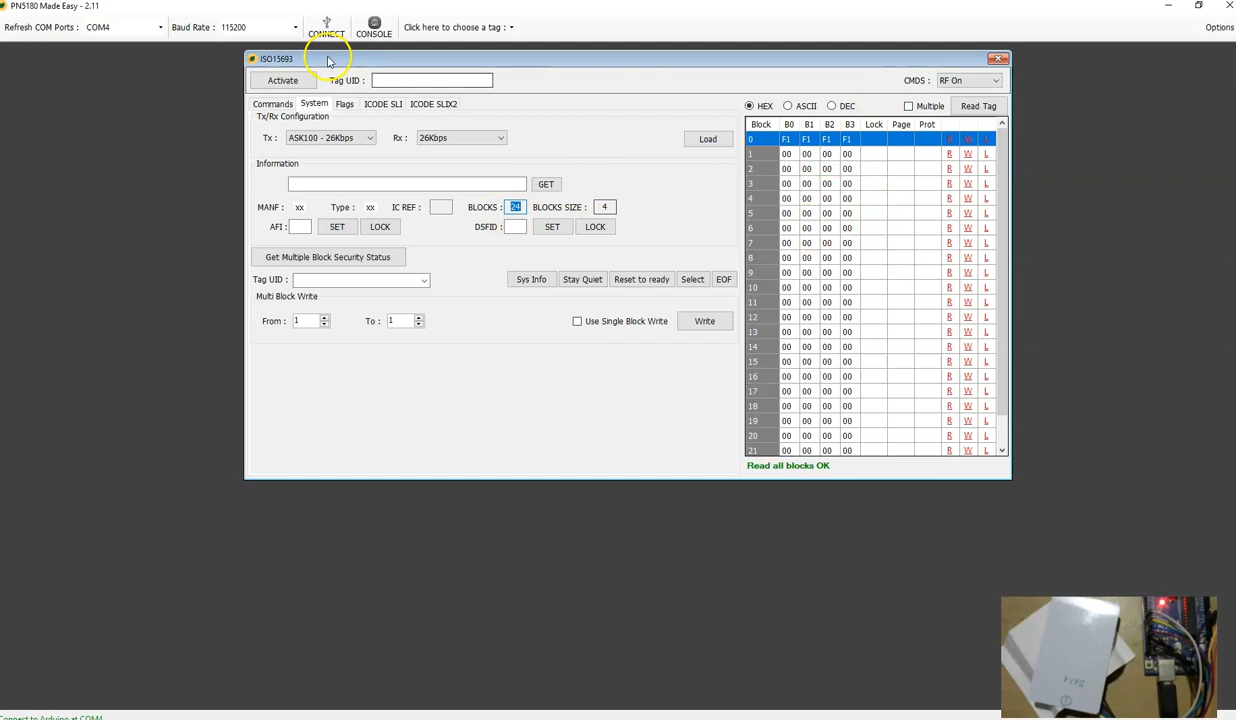 PN5180 Made Easy - 2.11
Refresh COM Ports : COM4 Baud Rate : 115200 CONNECT CONSOLE Click here to choose a tag : Options
ISO15693
Activate Tag UID : CMDS : RF On
Commands System Flags ICODE SLI ICODE SLIX2 HEX ASCII DEC Multiple Read Tag
Tx/Rx Configuration
Tx : ASK100 - 26Kbps Rx : 26Kbps Load
Information
GET
MANF : xx Type : xx IC REF : BLOCKS : 24 BLOCKS SIZE : 4
AFI : SET LOCK DSFID : SET LOCK
Get Multiple Block Security Status
Tag UID : Sys Info Stay Quiet Reset to ready Select EOF
Multi Block Write
From : 1 To : 1 Use Single Block Write Write
Block B0 B1 B2 B3 Lock Page Prot
0 F1 F1 F1 F1 R W L
1 00 00 00 00 R W L
2 00 00 00 00 R W L
3 00 00 00 00 R W L
4 00 00 00 00 R W L
5 00 00 00 00 R W L
6 00 00 00 00 R W L
7 00 00 00 00 R W L
8 00 00 00 00 R W L
9 00 00 00 00 R W L
10 00 00 00 00 R W L
11 00 00 00 00 R W L
12 00 00 00 00 R W L
13 00 00 00 00 R W L
14 00 00 00 00 R W L
15 00 00 00 00 R W L
16 00 00 00 00 R W L
17 00 00 00 00 R W L
18 00 00 00 00 R W L
19 00 00 00 00 R W L
20 00 00 00 00 R W L
21 00 00 00 00 R W L
Read all blocks OK
Connect to Arduino at COM4